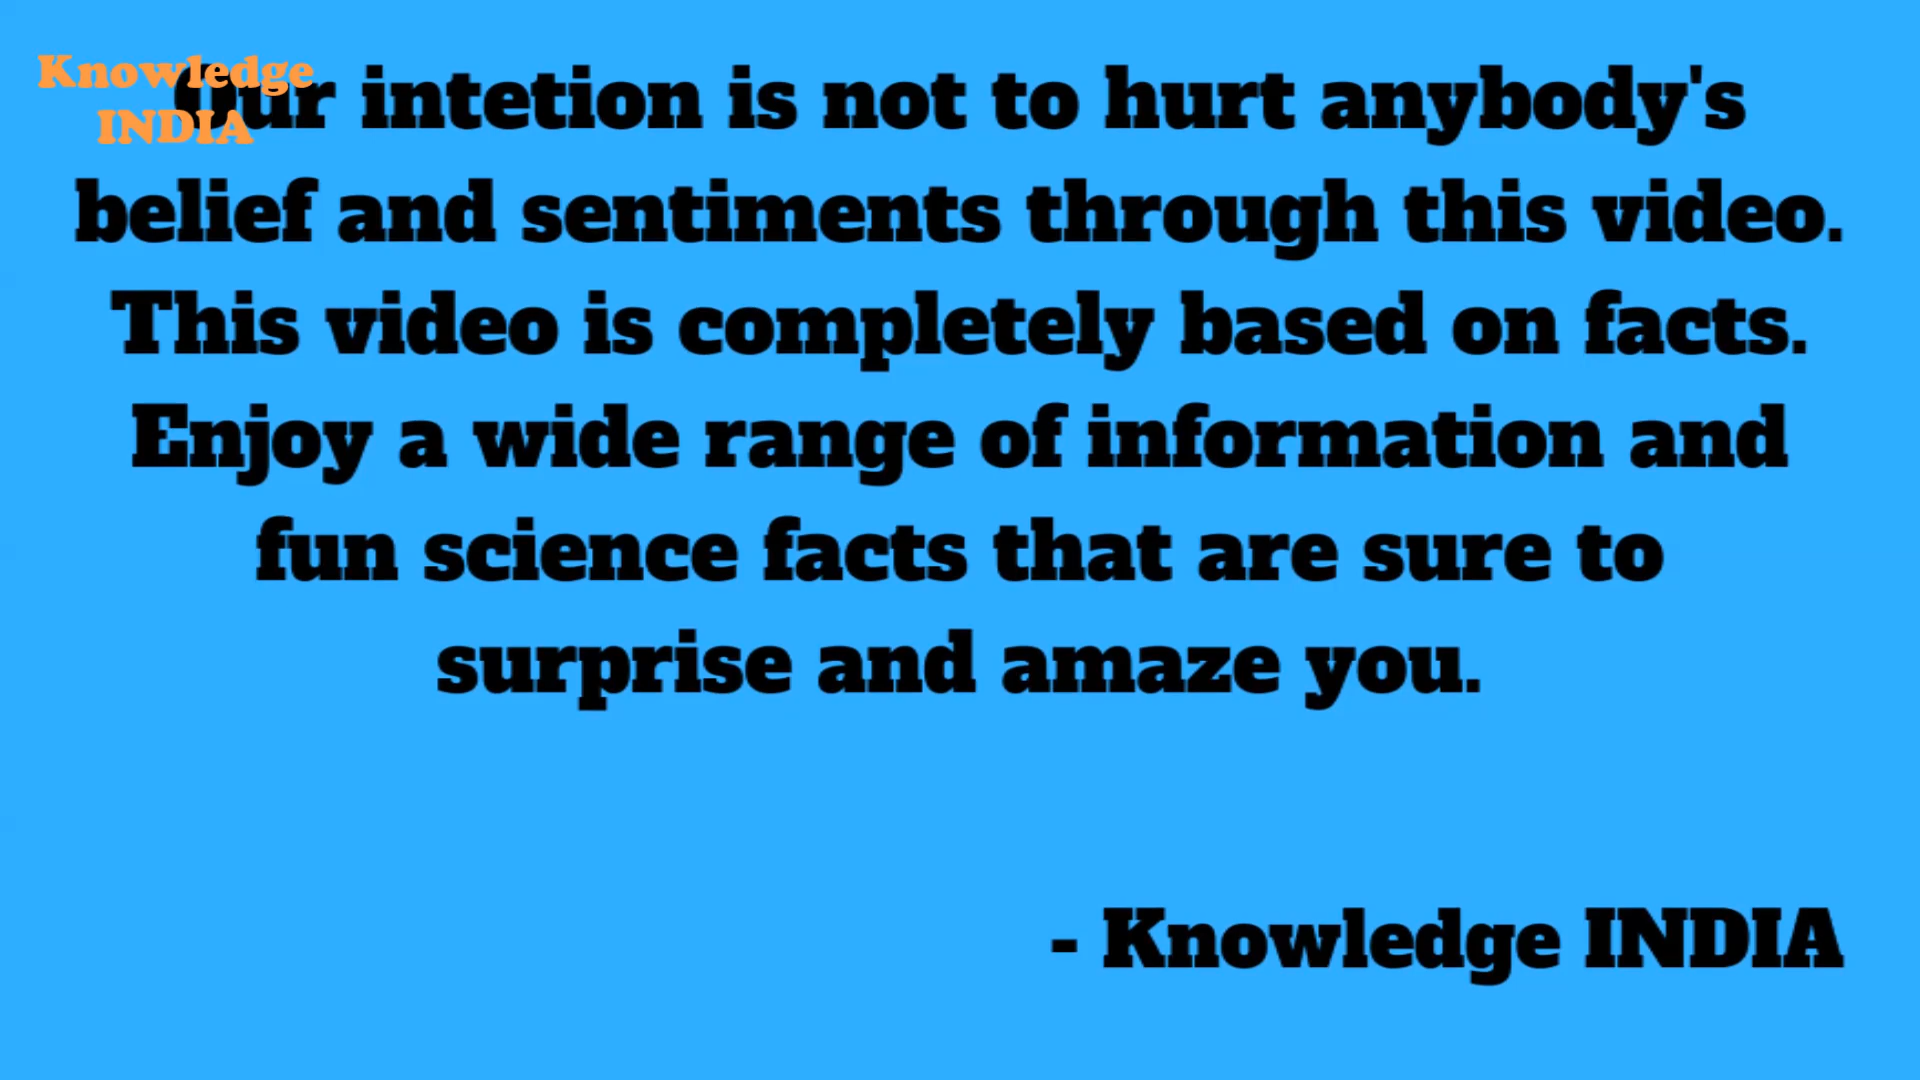 Knowledge
INDIA
Our intetion is not to hurt anybody's
belief and sentiments through this video.
This video is completely based on facts.
Enjoy a wide range of information and
fun science facts that are sure to
surprise and amaze you.
- Knowledge INDIA